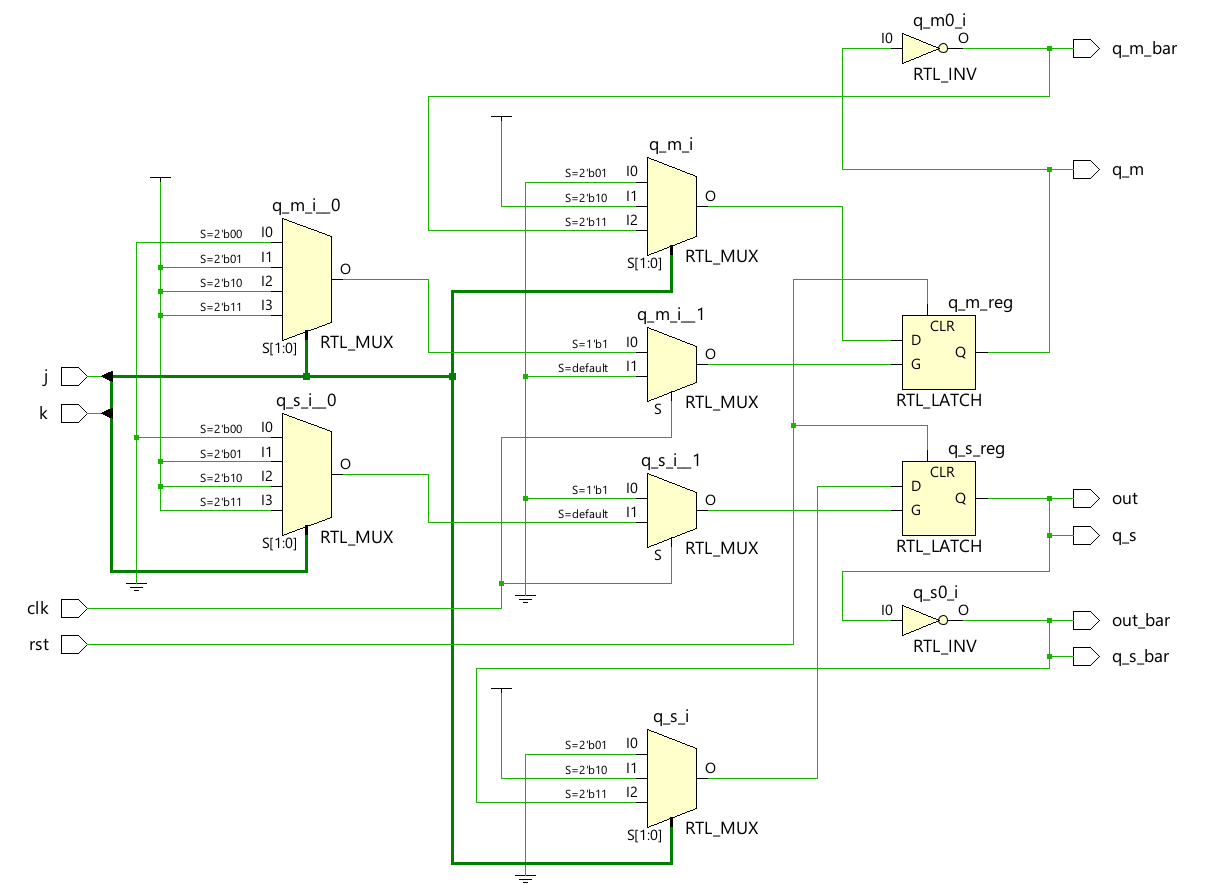 q_m0_i
I0
O
RTL_INV
q_m_bar
q_m_i
S=2'b01
I0
S=2'b10
I1
S=2'b11
I2
O
S[1:0]
RTL_MUX
q_m
q_m_i__0
S=2'b00
I0
S=2'b01
I1
S=2'b10
I2
S=2'b11
I3
O
S[1:0]
RTL_MUX
q_m_i__1
S=1'b1
I0
S=default
I1
O
S
RTL_MUX
q_m_reg
CLR
D
Q
G
RTL_LATCH
j
k
q_s_i__0
S=2'b00
I0
S=2'b01
I1
S=2'b10
I2
S=2'b11
I3
O
S[1:0]
RTL_MUX
q_s_i__1
S=1'b1
I0
S=default
I1
O
S
RTL_MUX
q_s_reg
CLR
D
Q
G
RTL_LATCH
out
q_s
clk
rst
q_s0_i
I0
O
RTL_INV
out_bar
q_s_bar
q_s_i
S=2'b01
I0
S=2'b10
I1
S=2'b11
I2
O
S[1:0]
RTL_MUX